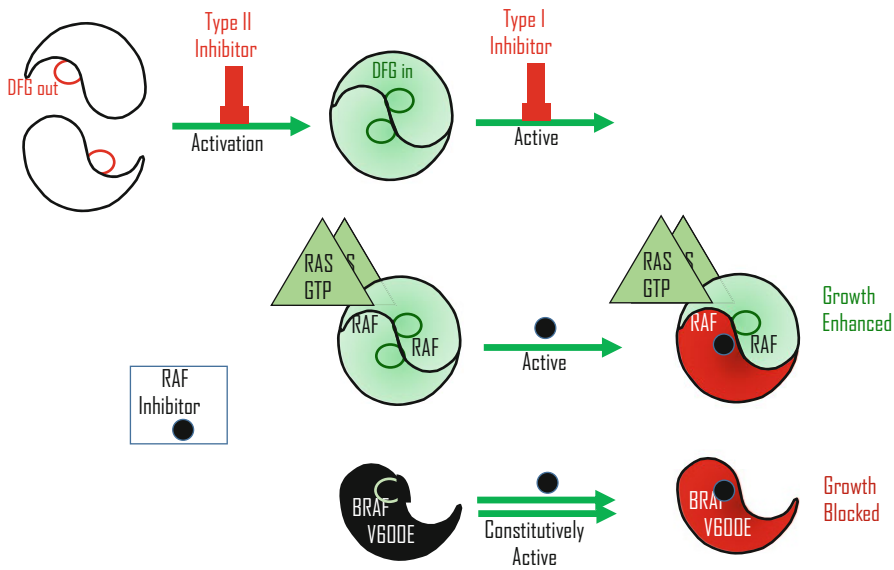 Type II
Inhibitor
DFG out
Activation
DFG in
Type I
Inhibitor
Active
RAS
GTP
S
RAF
RAF
Active
RAS
GTP
S
RAF
RAF
Growth
Enhanced
RAF
Inhibitor
BRAF
V600E
Constitutively
Active
BRAF
V600E
Growth
Blocked